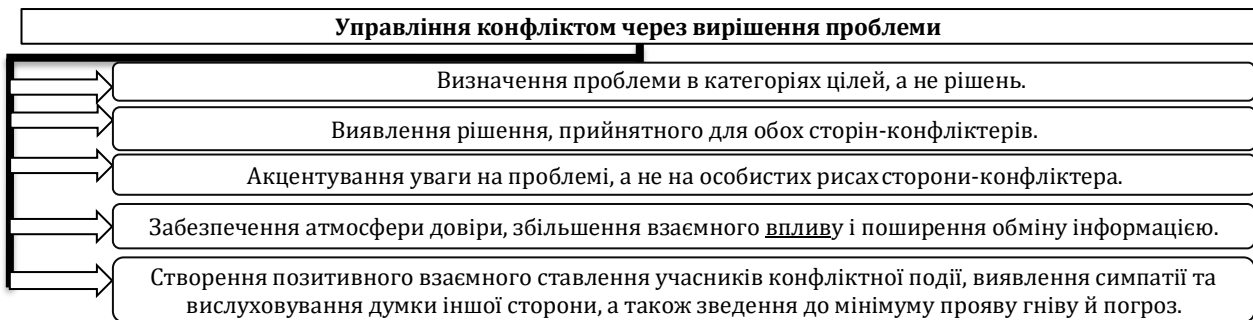 Управління конфліктом через вирішення проблеми
Визначення проблеми в категоріях цілей, а не рішень.
Виявлення рішення, прийнятного для обох сторін-конфліктерів.
Акцентування уваги на проблемі, а не на особистих рисах сторони-конфліктера.
Забезпечення атмосфери довіри, збільшення взаємного впливу і поширення обміну інформацією.
Створення позитивного взаємного ставлення учасників конфліктної події, виявлення симпатії та
вислуховування думки іншої сторони, а також зведення до мінімуму прояву гніву й погроз.